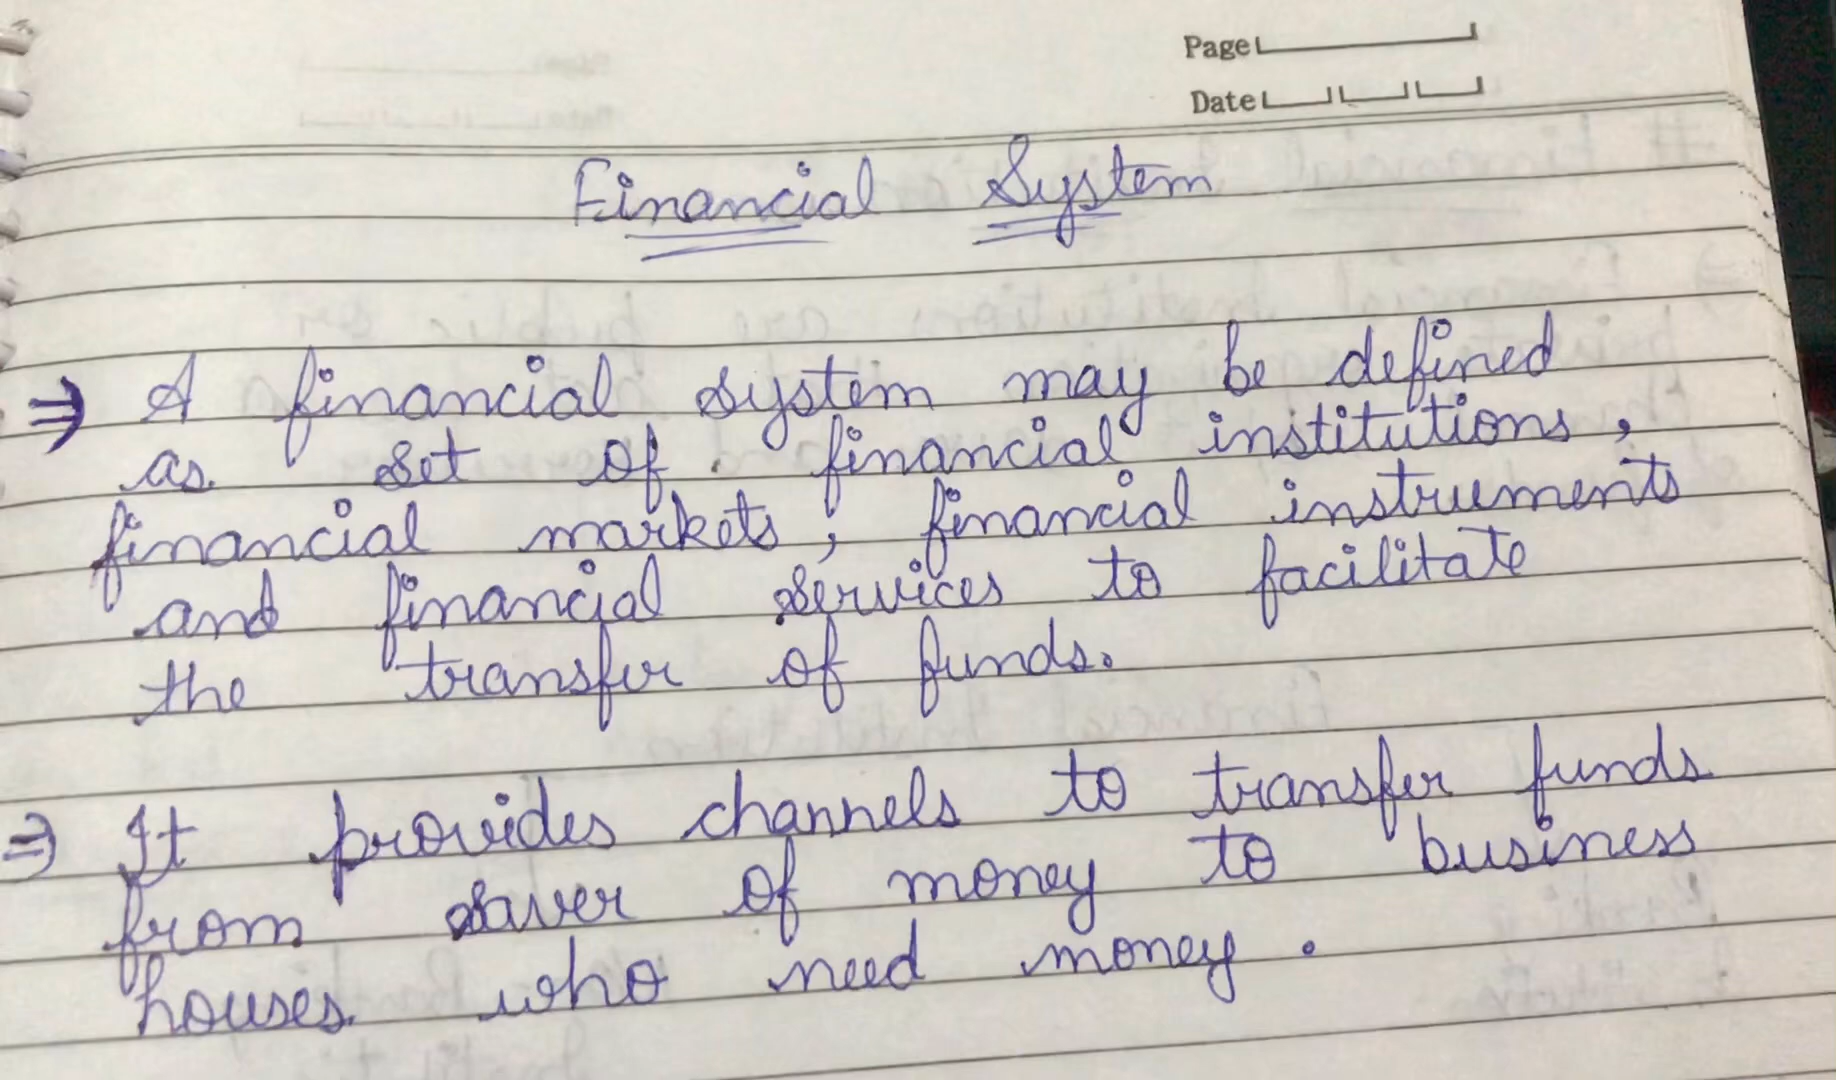 Page
Date
Financial System
⇒ A financial system may be defined
as set of financial institutions,
financial markets, financial instruments
and financial services to facilitate
the transfer of funds.
⇒ It provides channels to transfer funds
from saver of money to business
houses who need money.